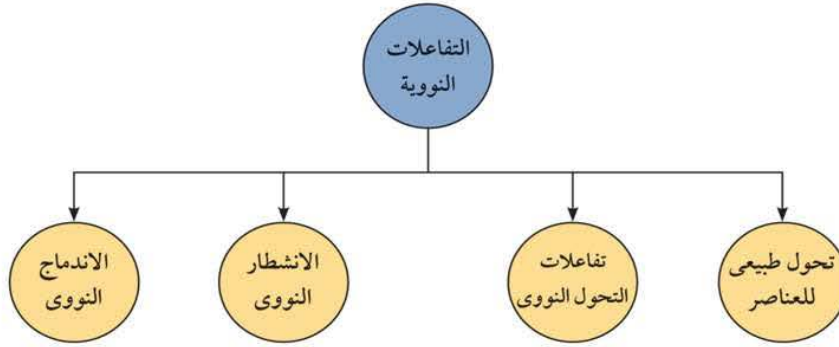 التفاعلات
النووية
تحول طبيعى
للعناصر
تفاعلات
التحول النووى
الانشطار
النووى
الاندماج
النووى